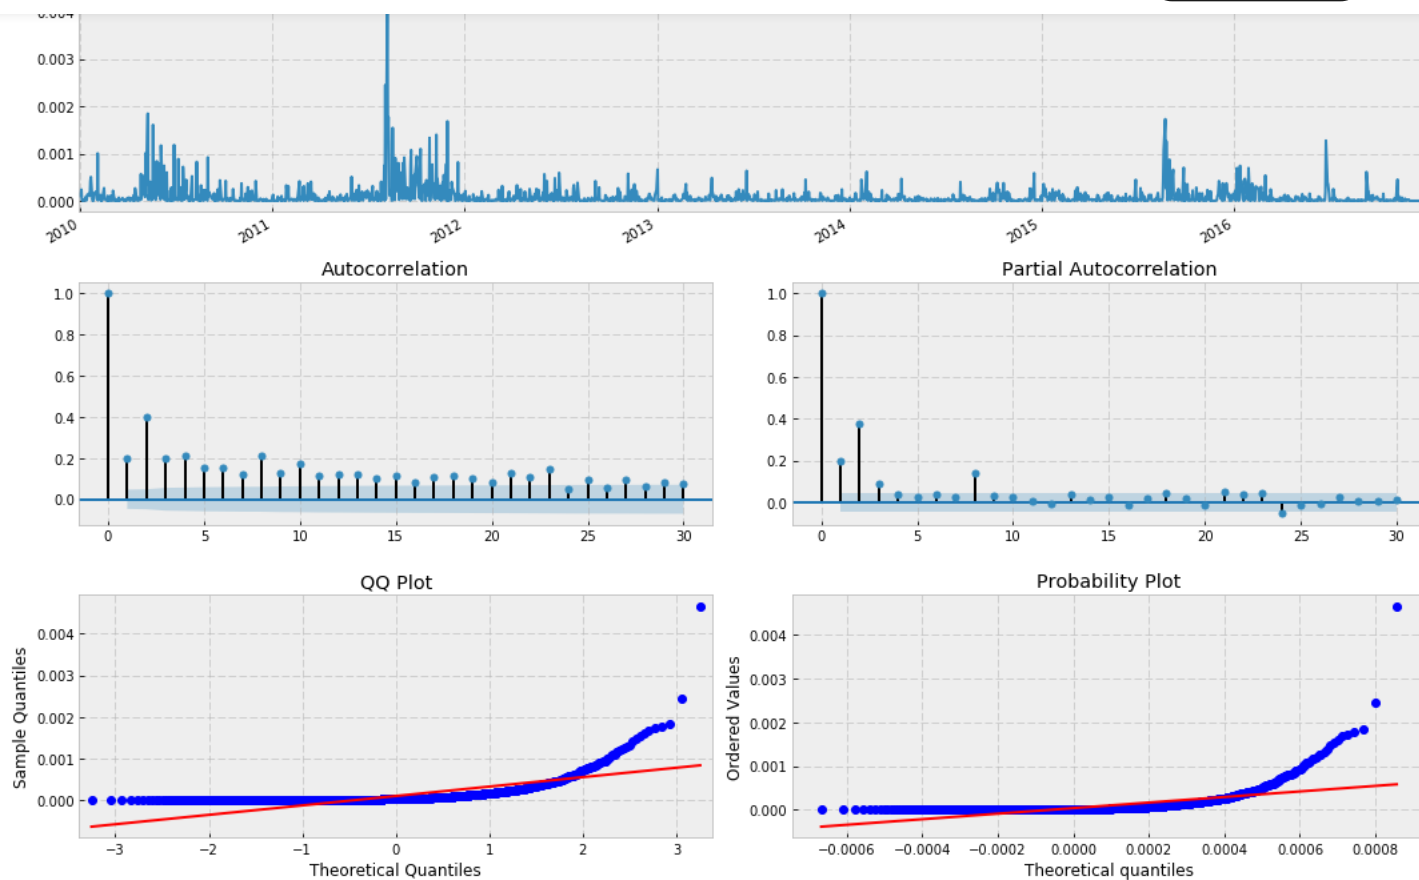 0.004
0.003
0.002
0.001
0.000
2010 2011 2012 2013 2014 2015 2016
Autocorrelation
1.0
0.8
0.6
0.4
0.2
0.0
0 5 10 15 20 25 30
Partial Autocorrelation
1.0
0.8
0.6
0.4
0.2
0.0
0 5 10 15 20 25 30
QQ Plot
Sample Quantiles
0.004
0.003
0.002
0.001
0.000
−3 −2 −1 0 1 2 3
Theoretical Quantiles
Probability Plot
Ordered Values
0.004
0.003
0.002
0.001
0.000
−0.0006 −0.0004 −0.0002 0.0000 0.0002 0.0004 0.0006 0.0008
Theoretical quantiles